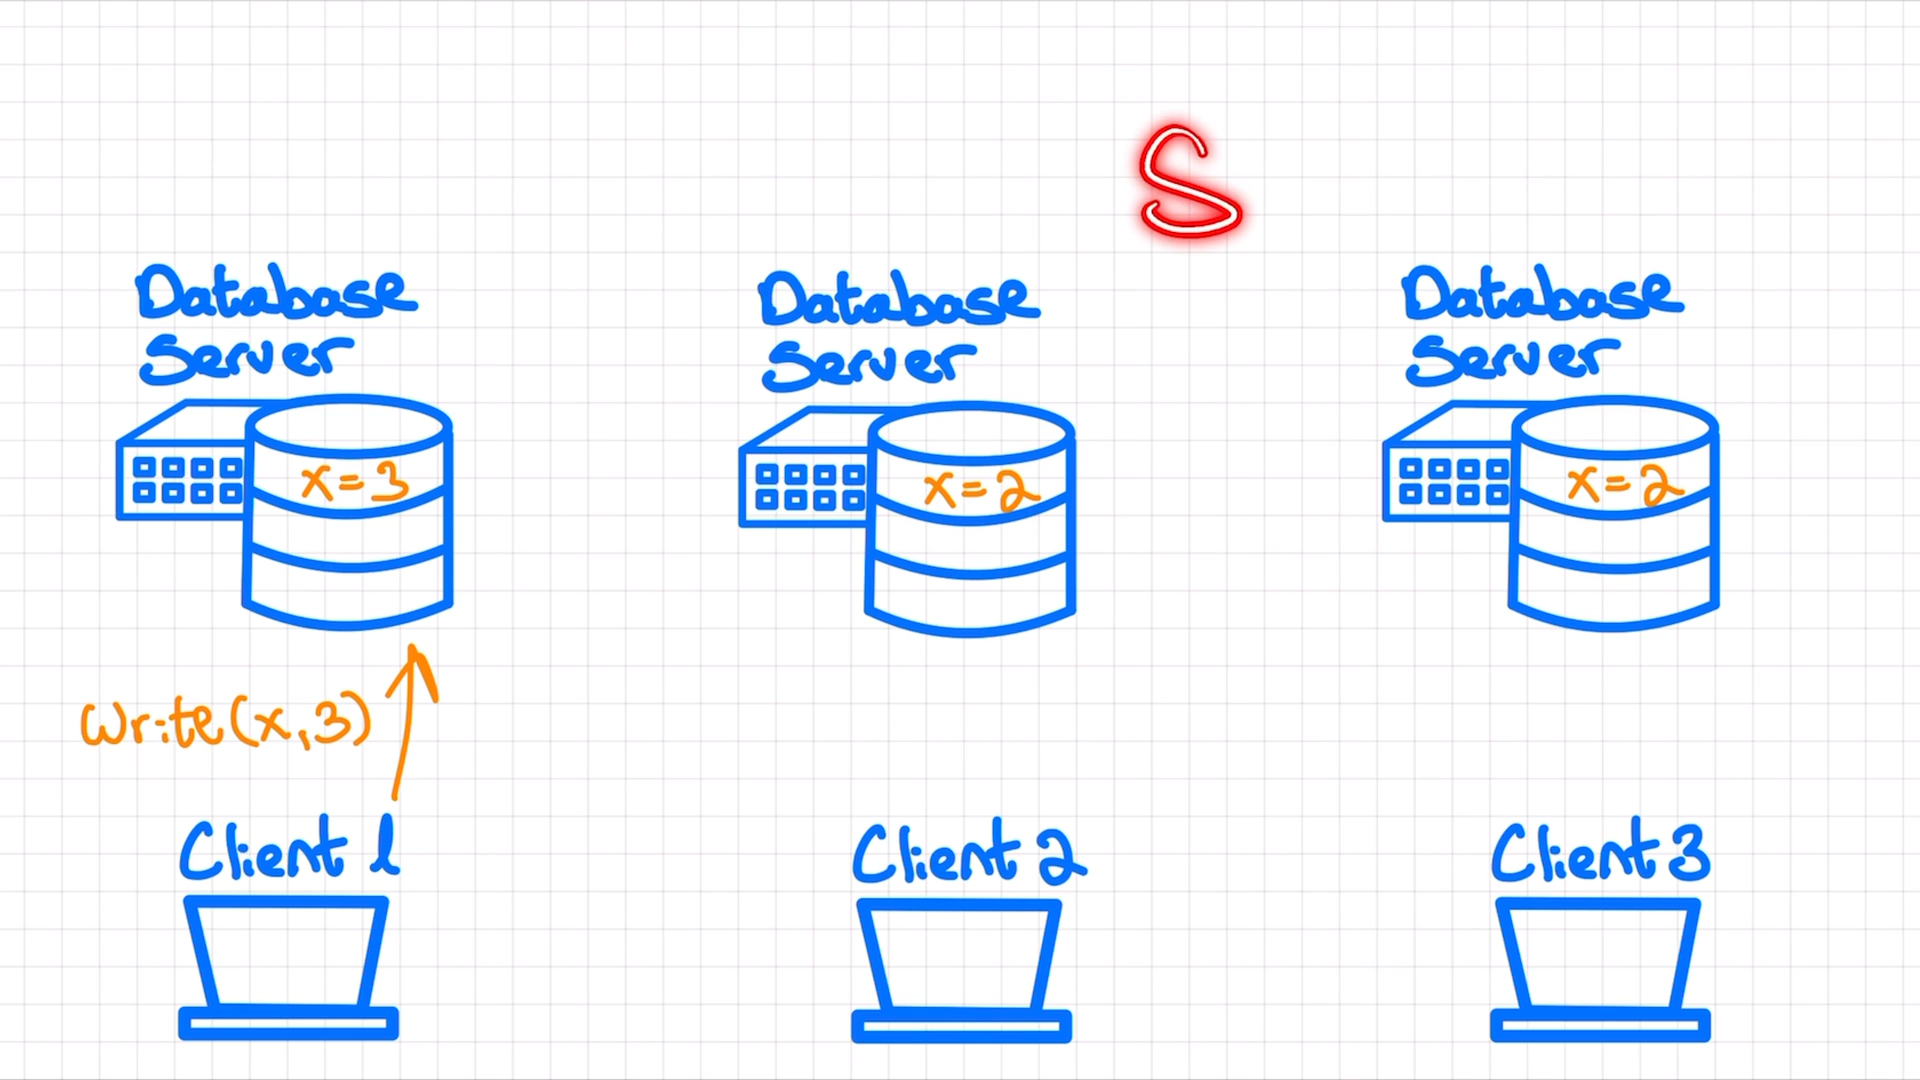 S
Database
Server
x=3
Database
Server
x=2
Database
Server
x=2
Write(x,3)
Client 1
Client 2
Client 3